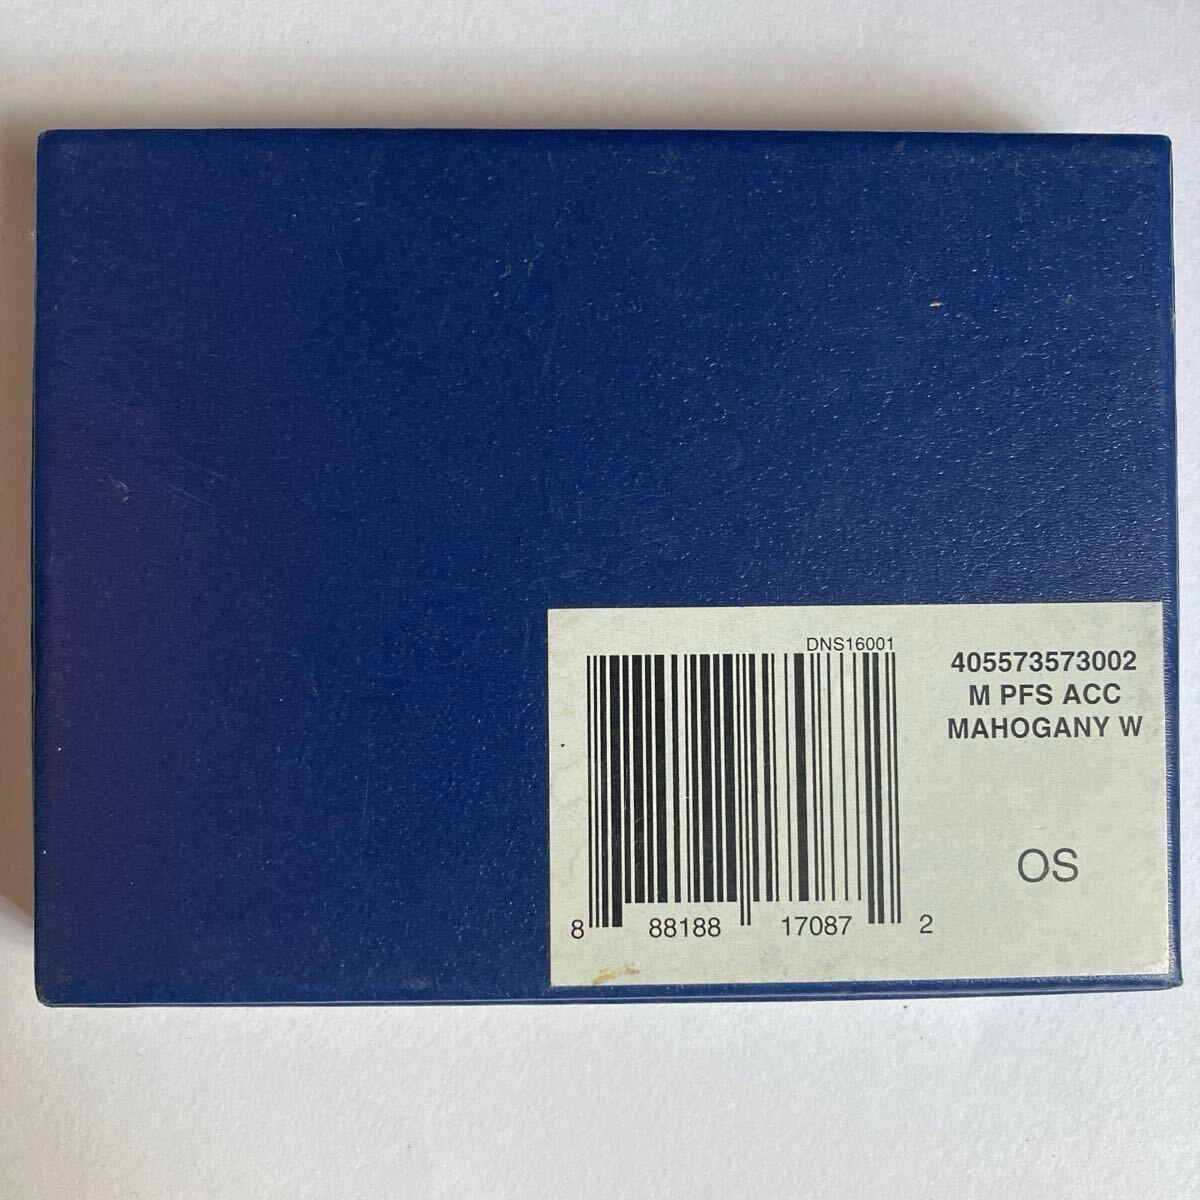 DNS16001
405573573002
M PFS ACC
MAHOGANY W
OS
8 88188 17087 2